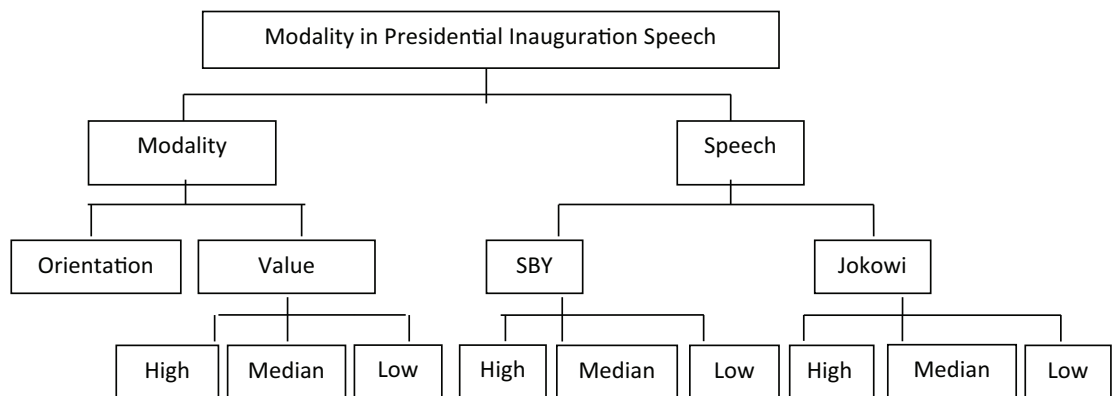 Modality in Presidential Inauguration Speech
Modality
Speech
Orientation
Value
SBY
Jokowi
High
Median
Low
High
Median
Low
High
Median
Low